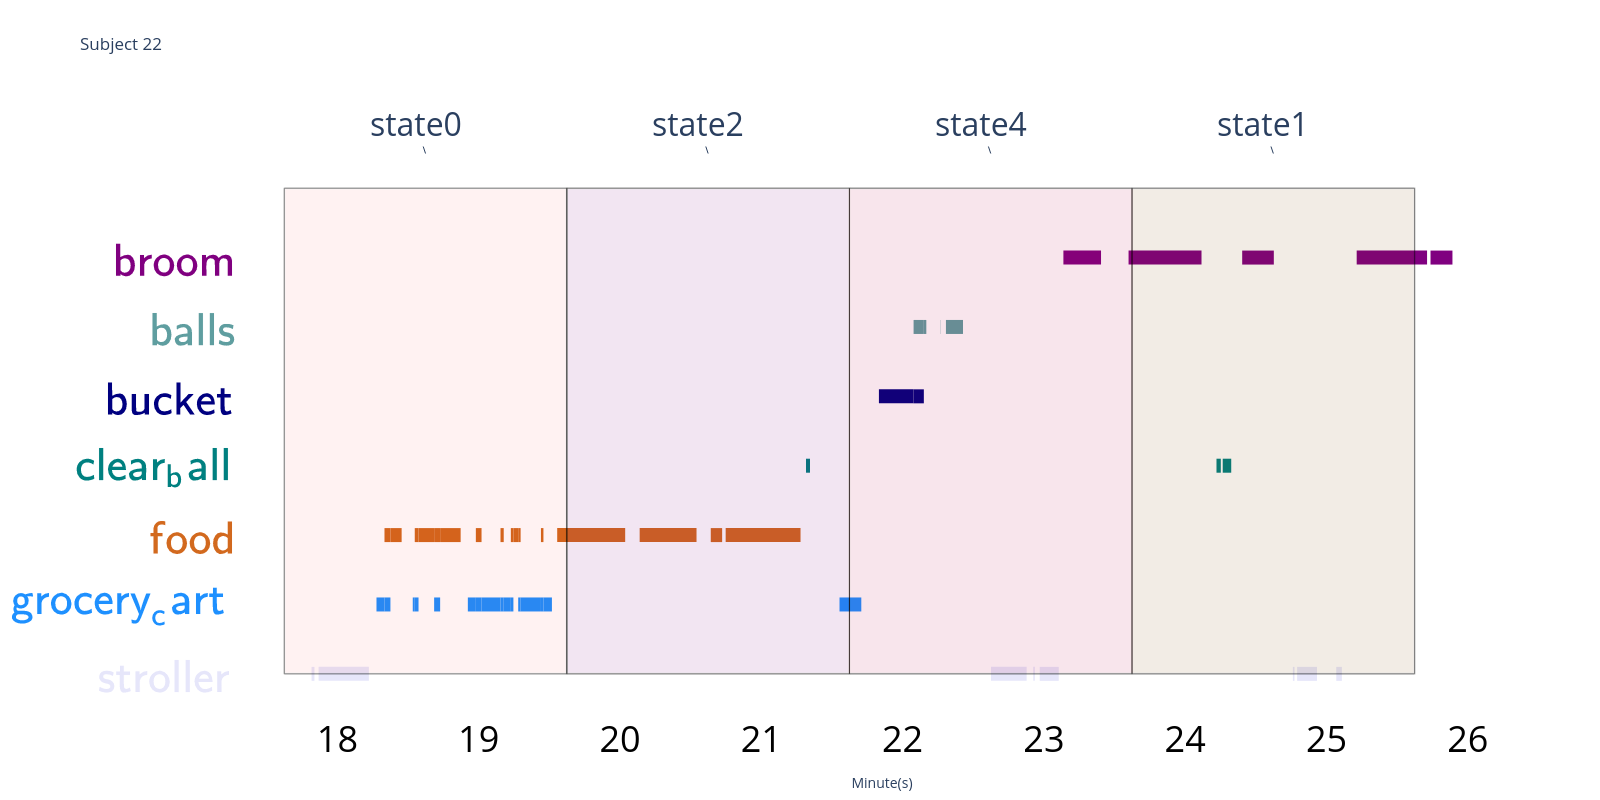 Subject 22
state0 state2 state4 state1
broom
balls
bucket
clear_ball
food
grocery_cart
stroller
18 19 20 21 22 23 24 25 26
Minute(s)